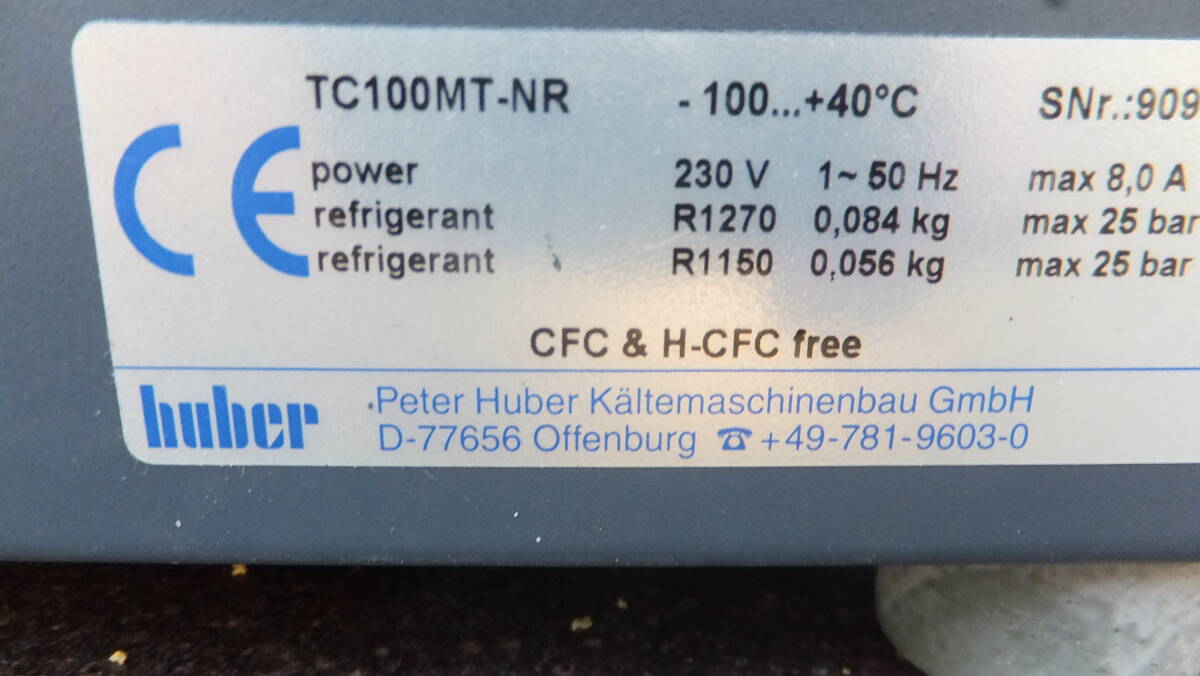 TC100MT-NR -100...+40°C SNr.:909
CE
power 230 V 1~ 50 Hz max 8,0 A
refrigerant R1270 0,084 kg max 25 bar
refrigerant R1150 0,056 kg max 25 bar
CFC & H-CFC free
huber
Peter Huber Kältemaschinenbau GmbH
D-77656 Offenburg ☎ +49-781-9603-0